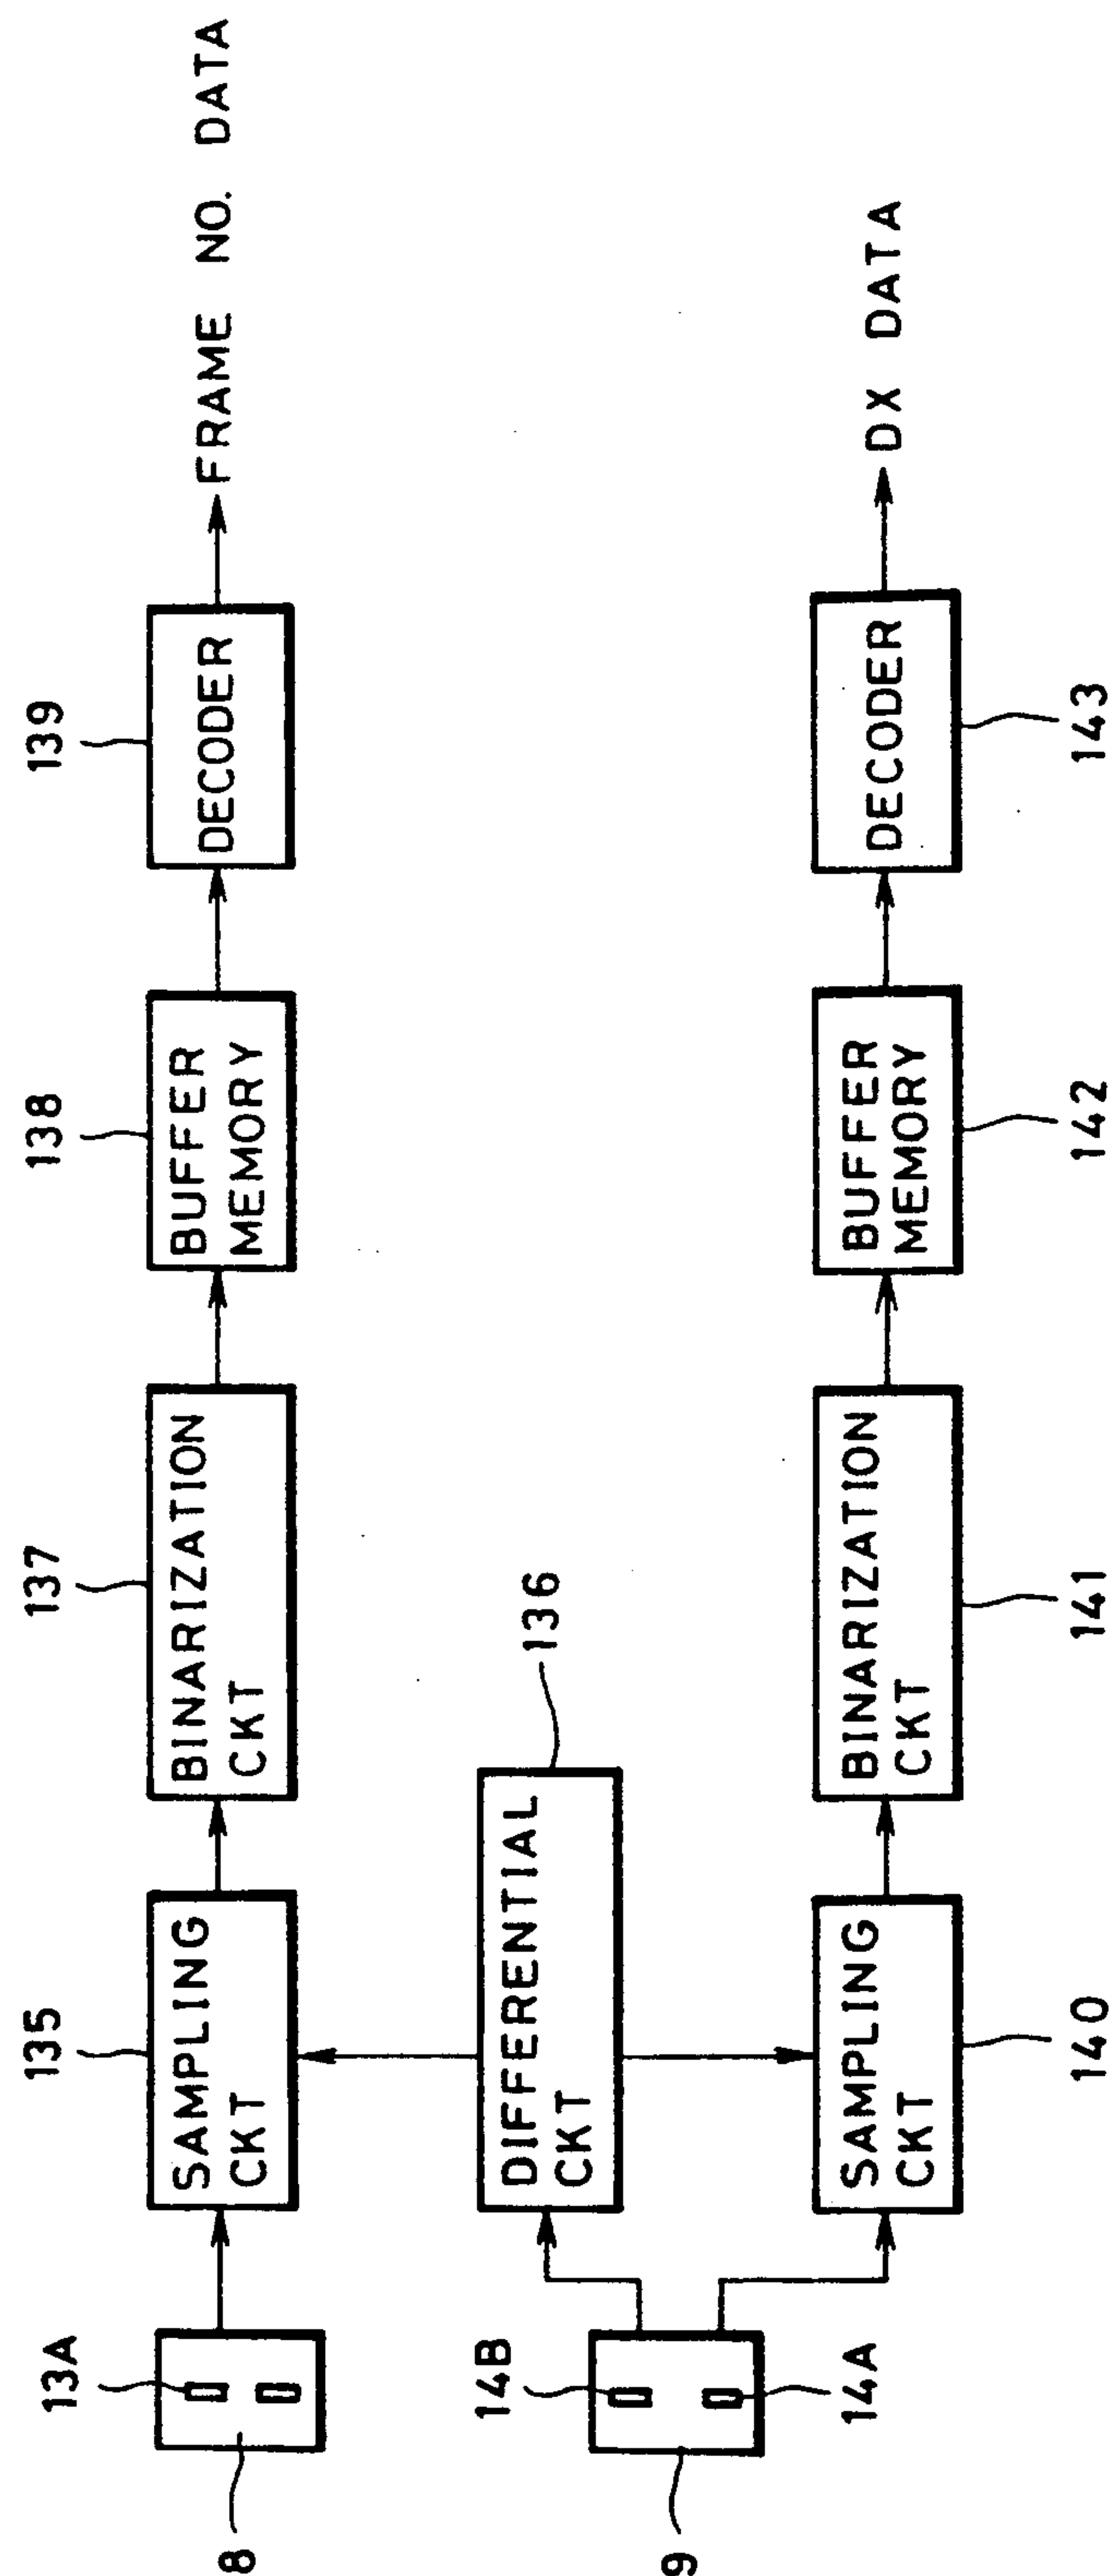 8
13A
135
SAMPLING
CKT
137
BINARIZATION
CKT
138
BUFFER
MEMORY
139
DECODER
FRAME NO. DATA
136
DIFFERENTIAL
CKT
9
14B
14A
140
SAMPLING
CKT
141
BINARIZATION
CKT
142
BUFFER
MEMORY
143
DECODER
DX DATA